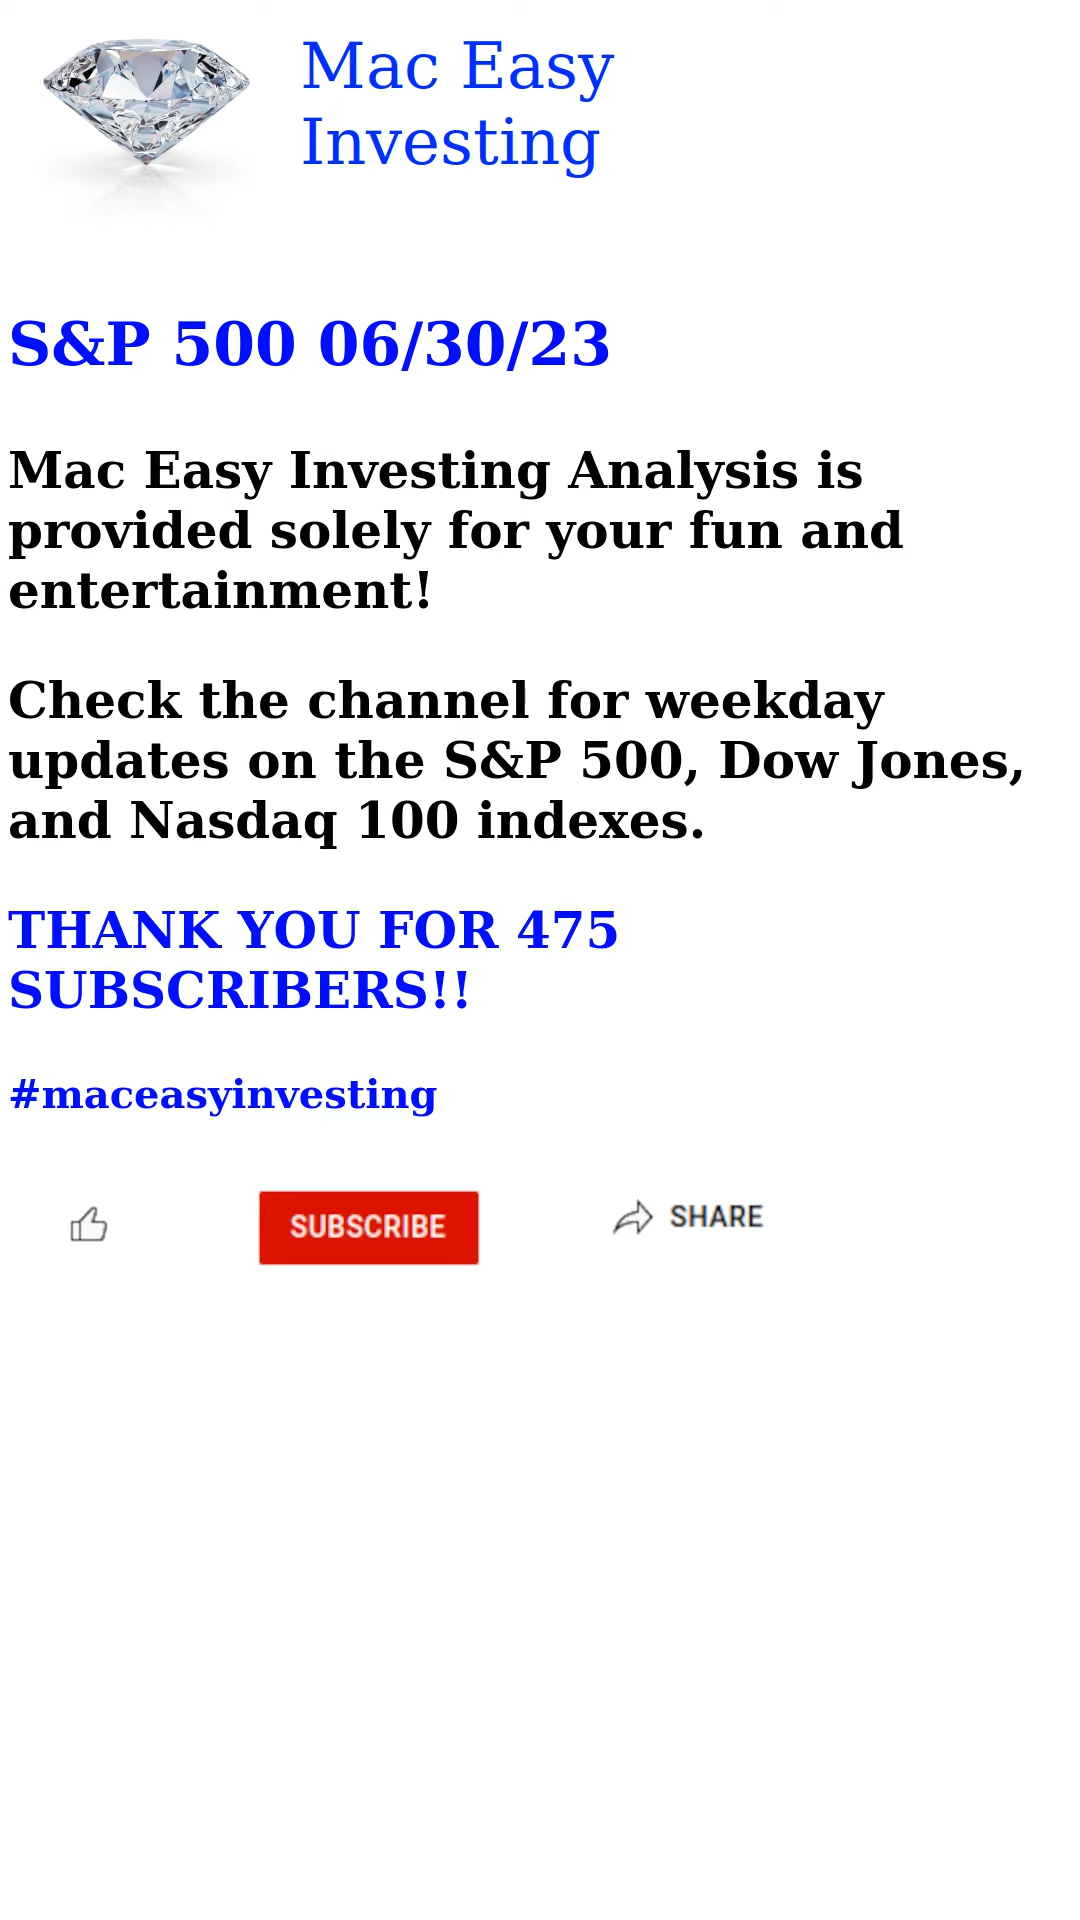 Mac Easy
Investing
S&P 500 06/30/23
Mac Easy Investing Analysis is
provided solely for your fun and
entertainment!
Check the channel for weekday
updates on the S&P 500, Dow Jones,
and Nasdaq 100 indexes.
THANK YOU FOR 475
SUBSCRIBERS!!
#maceasyinvesting
SUBSCRIBE
SHARE